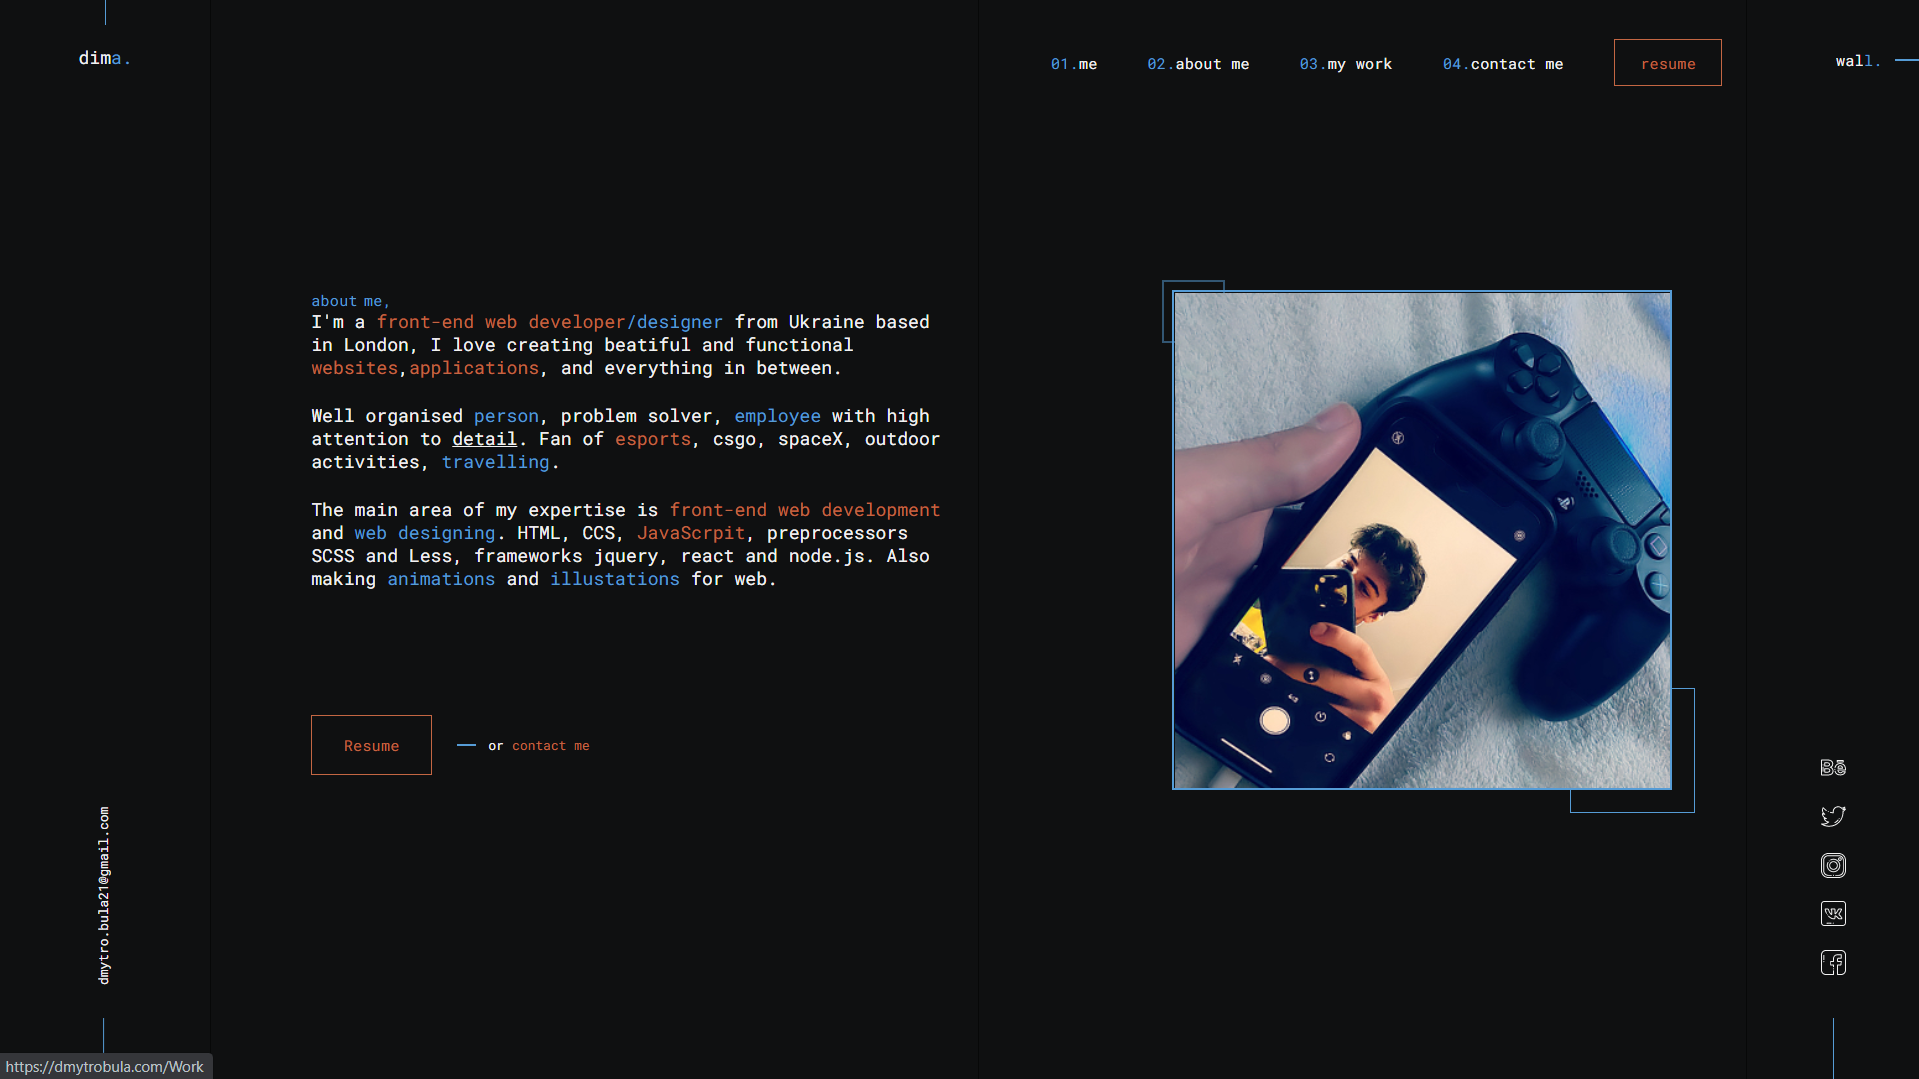 dima.
01.me 02.about me 03.my work 04.contact me resume
wall.
about me,
I'm a front-end web developer/designer from Ukraine based
in London, I love creating beatiful and functional
websites,applications, and everything in between.
Well organised person, problem solver, employee with high
attention to detail. Fan of esports, csgo, spaceX, outdoor
activities, travelling.
The main area of my expertise is front-end web development
and web designing. HTML, CCS, JavaScrpit, preprocessors
SCSS and Less, frameworks jquery, react and node.js. Also
making animations and illustations for web.
Resume
or contact me
dmytro.bula21@gmail.com
Bē
https://dmytrobula.com/Work